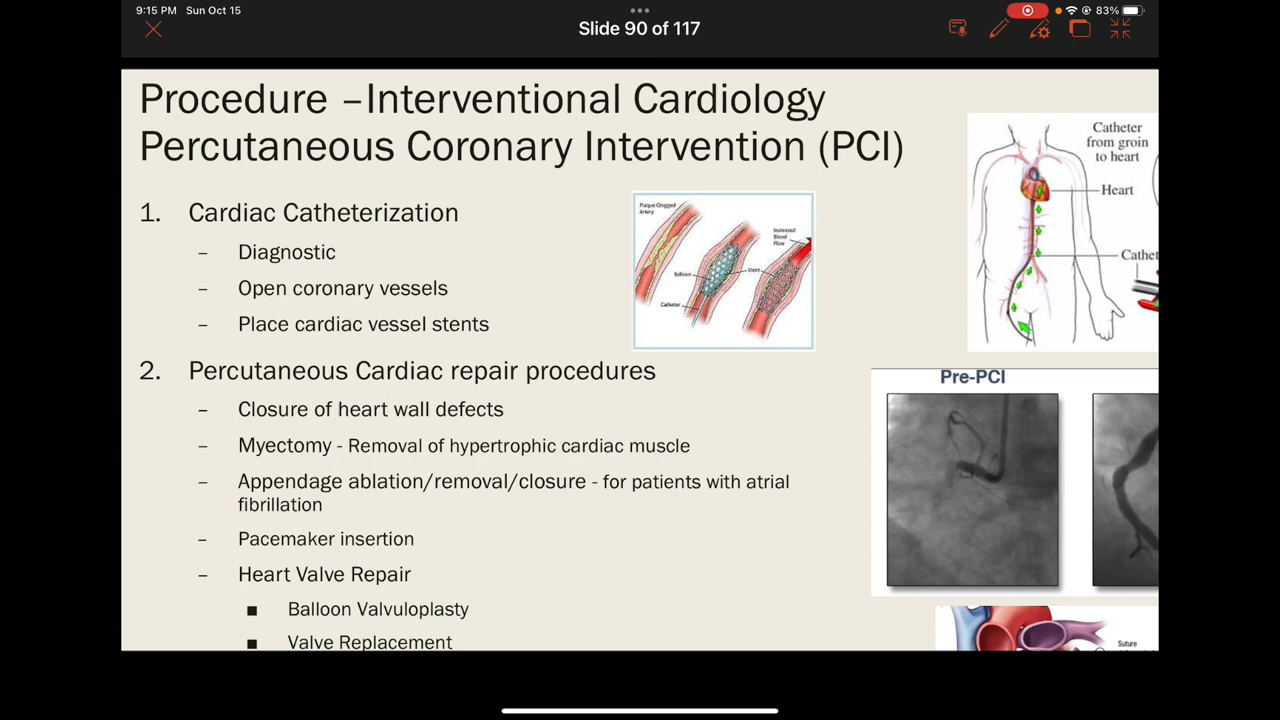 9:15 PM Sun Oct 15
83%
Slide 90 of 117
Procedure –Interventional Cardiology
Percutaneous Coronary Intervention (PCI)
1. Cardiac Catheterization
– Diagnostic
– Open coronary vessels
– Place cardiac vessel stents
2. Percutaneous Cardiac repair procedures
– Closure of heart wall defects
– Myectomy - Removal of hypertrophic cardiac muscle
– Appendage ablation/removal/closure - for patients with atrial
fibrillation
– Pacemaker insertion
– Heart Valve Repair
■ Balloon Valvuloplasty
■ Valve Replacement
Plaque Clogged
Artery
Increased
Blood
Flow
Balloon
Stent
Catheter
Catheter
from groin
to heart
Heart
Cathet
Pre-PCI
Suture